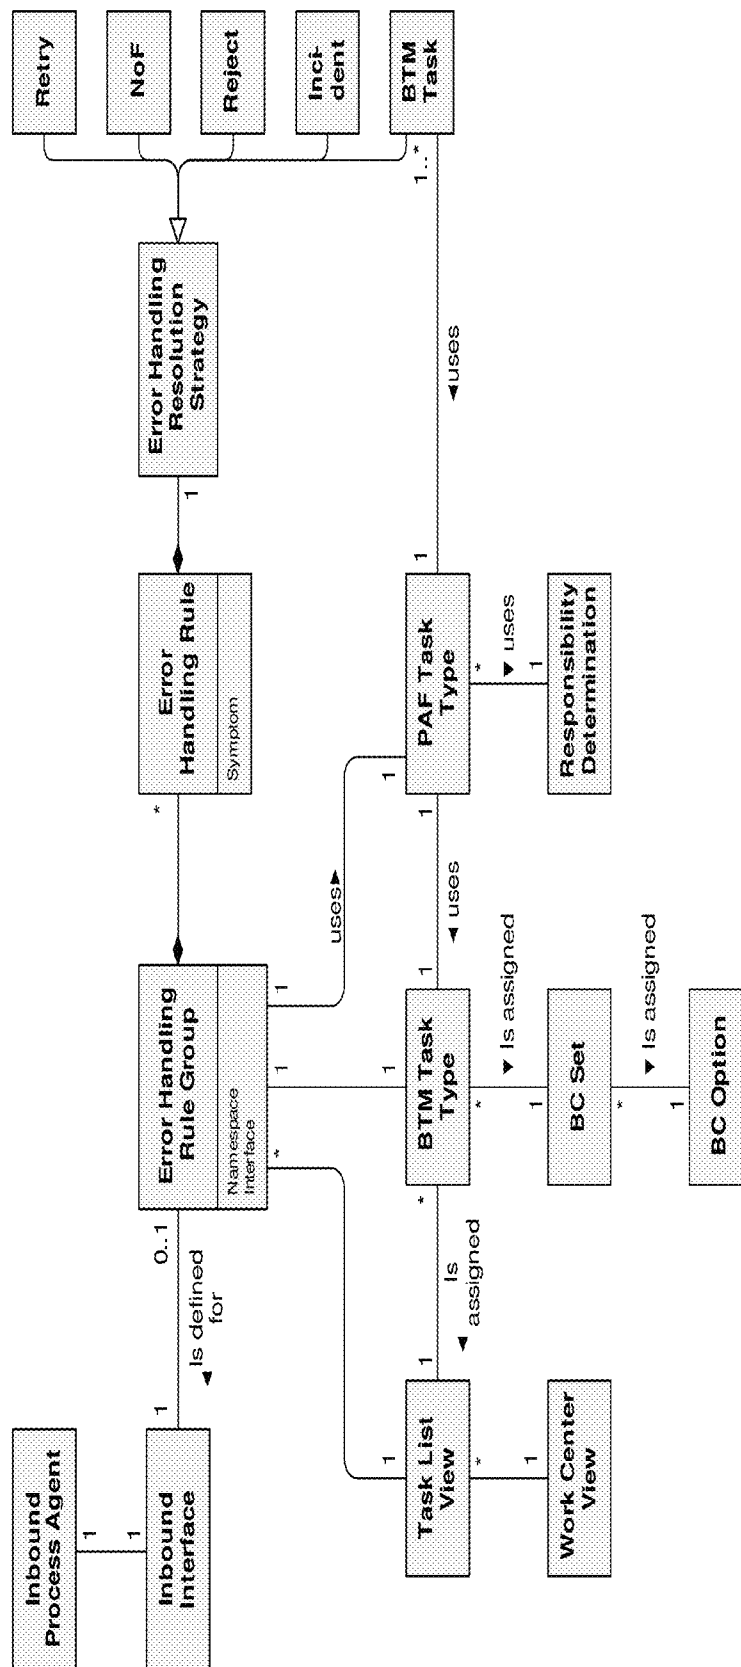 Inbound
Process Agent
1
1
Inbound
Interface
1
Is defined
for
0..1
Error Handling
Rule Group
Namespace
Interface
*
Error
Handling Rule
Symptom
1
Error Handling
Resolution
Strategy
Retry
NoF
Reject
Inci-
dent
BTM
Task
1..*
uses
1
*
1
1
1
uses
1
1
Task List
View
1
Is
assigned
*
BTM Task
Type
1
uses
1
PAF Task
Type
*
1
Work Center
View
*
Is assigned
1
BC Set
*
Is assigned
1
BC Option
*
uses
1
Responsibility
Determination